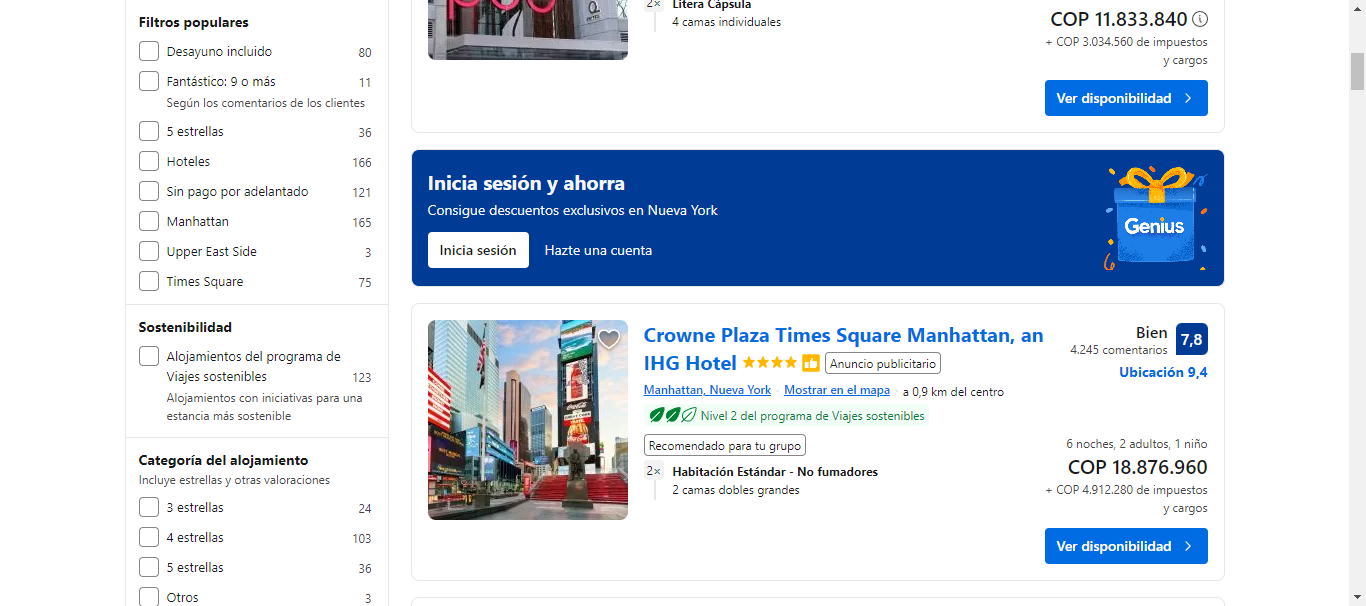 Filtros populares
Desayuno incluido 80
Fantástico: 9 o más 11
Según los comentarios de los clientes
5 estrellas 36
Hoteles 166
Sin pago por adelantado 121
Manhattan 165
Upper East Side 3
Times Square 75
Sostenibilidad
Alojamientos del programa de
Viajes sostenibles 123
Alojamientos con iniciativas para una
estancia más sostenible
Categoría del alojamiento
Incluye estrellas y otras valoraciones
3 estrellas 24
4 estrellas 103
5 estrellas 36
Otros 3
2× Litera Cápsula
4 camas individuales
COP 11.833.840
+ COP 3.034.560 de impuestos
y cargos
Ver disponibilidad
Inicia sesión y ahorra
Consigue descuentos exclusivos en Nueva York
Inicia sesión Hazte una cuenta
Genius
Crowne Plaza Times Square Manhattan, an
IHG Hotel Anuncio publicitario
Manhattan, Nueva York · Mostrar en el mapa · a 0,9 km del centro
Nivel 2 del programa de Viajes sostenibles
Recomendado para tu grupo
2× Habitación Estándar - No fumadores
2 camas dobles grandes
Bien 7,8
4.245 comentarios
Ubicación 9,4
6 noches, 2 adultos, 1 niño
COP 18.876.960
+ COP 4.912.280 de impuestos
y cargos
Ver disponibilidad